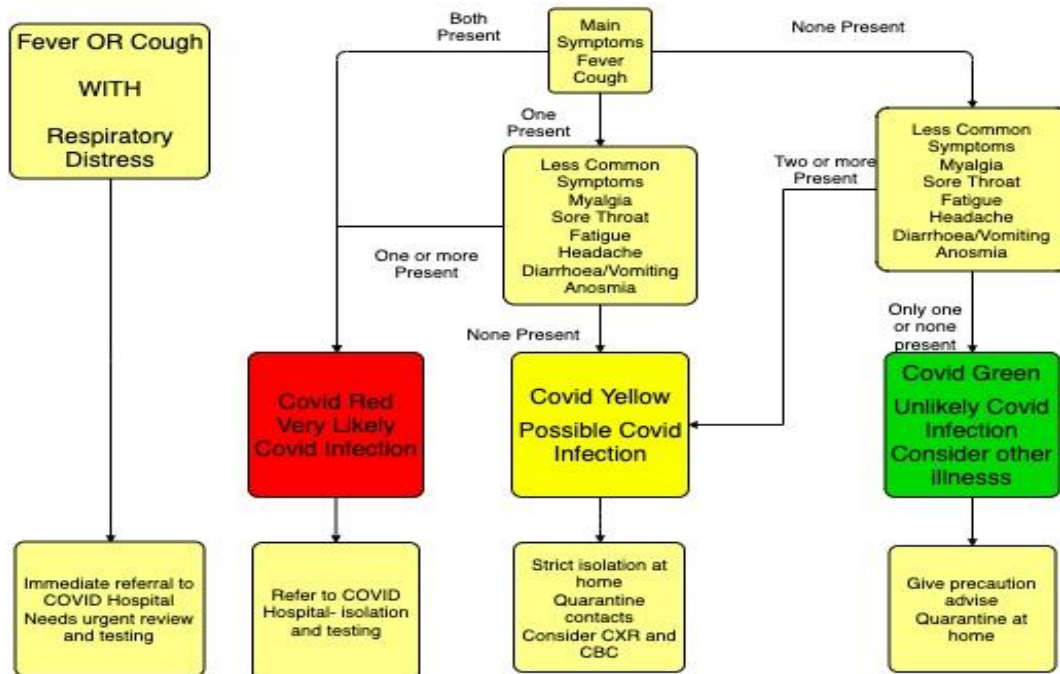 Fever OR Cough
WITH
Respiratory
Distress
Both
Present
Main
Symptoms
Fever
Cough
None Present
One
Present
Less Common
Symptoms
Myalgia
Sore Throat
Fatigue
Headache
Diarrhoea/Vomiting
Anosmia
Two or more
Present
Less Common
Symptoms
Myalgia
Sore Throat
Fatigue
Headache
Diarrhoea/Vomiting
Anosmia
One or more
Present
None Present
Only one
or none
present
Covid Red
Very Likely
Covid Infection
Covid Yellow
Possible Covid
Infection
Covid Green
Unlikely Covid
Infection
Consider other
illnesss
Immediate referral to
COVID Hospital
Needs urgent review
and testing
Refer to COVID
Hospital- isolation
and testing
Strict isolation at
home
Quarantine
contacts
Consider CXR and
CBC
Give precaution
advise
Quarantine at
home